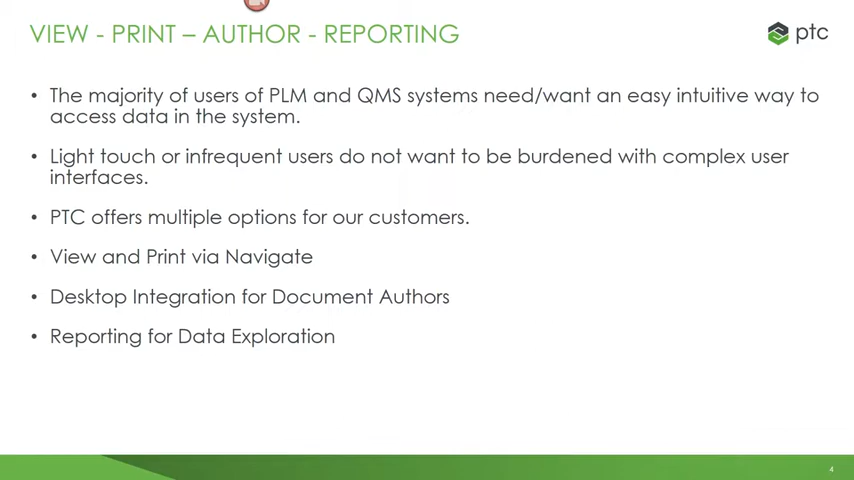 VIEW - PRINT – AUTHOR - REPORTING
ptc
• The majority of users of PLM and QMS systems need/want an easy intuitive way to
access data in the system.
• Light touch or infrequent users do not want to be burdened with complex user
interfaces.
• PTC offers multiple options for our customers.
• View and Print via Navigate
• Desktop Integration for Document Authors
• Reporting for Data Exploration
4